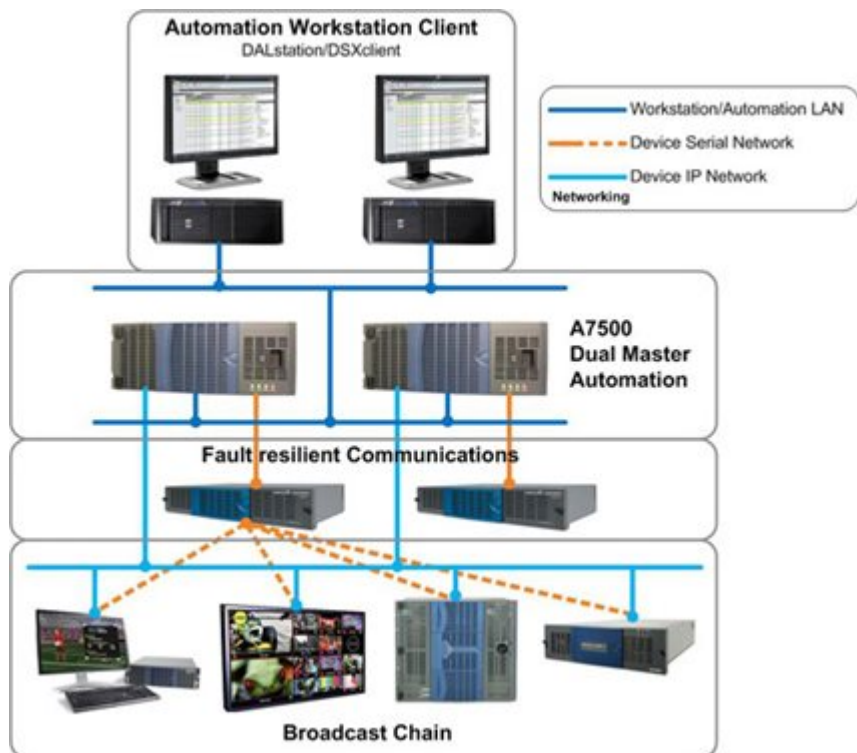 Automation Workstation Client
DALstation/DSXclient
Workstation/Automation LAN
Device Serial Network
Device IP Network
Networking
A7500
Dual Master
Automation
Fault resilient Communications
Broadcast Chain